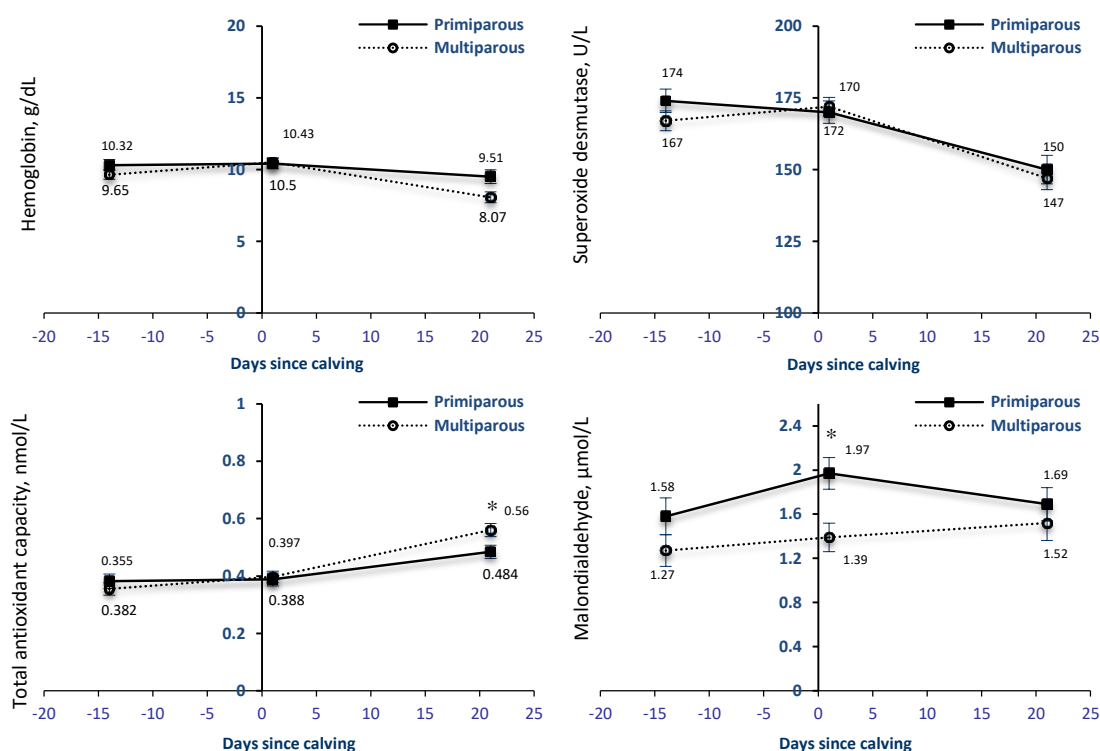 Primiparous
Multiparous
Hemoglobin, g/dL
20
15
10
5
0
10.32
9.65
10.43
10.5
9.51
8.07
-20 -15 -10 -5 0 5 10 15 20 25
Days since calving
Primiparous
Multiparous
Superoxide desmutase, U/L
200
175
150
125
100
174
167
170
172
150
147
-20 -15 -10 -5 0 5 10 15 20 25
Days since calving
Primiparous
Multiparous
Total antioxidant capacity, nmol/L
1
0.8
0.6
0.4
0.2
0
0.355
0.382
0.397
0.388
* 0.56
0.484
-20 -15 -10 -5 0 5 10 15 20 25
Days since calving
Primiparous
Multiparous
Malondialdehyde, µmol/L
2.4
2
1.6
1.2
0.8
0.4
0
*
1.97
1.58
1.27
1.39
1.69
1.52
-20 -15 -10 -5 0 5 10 15 20 25
Days since calving